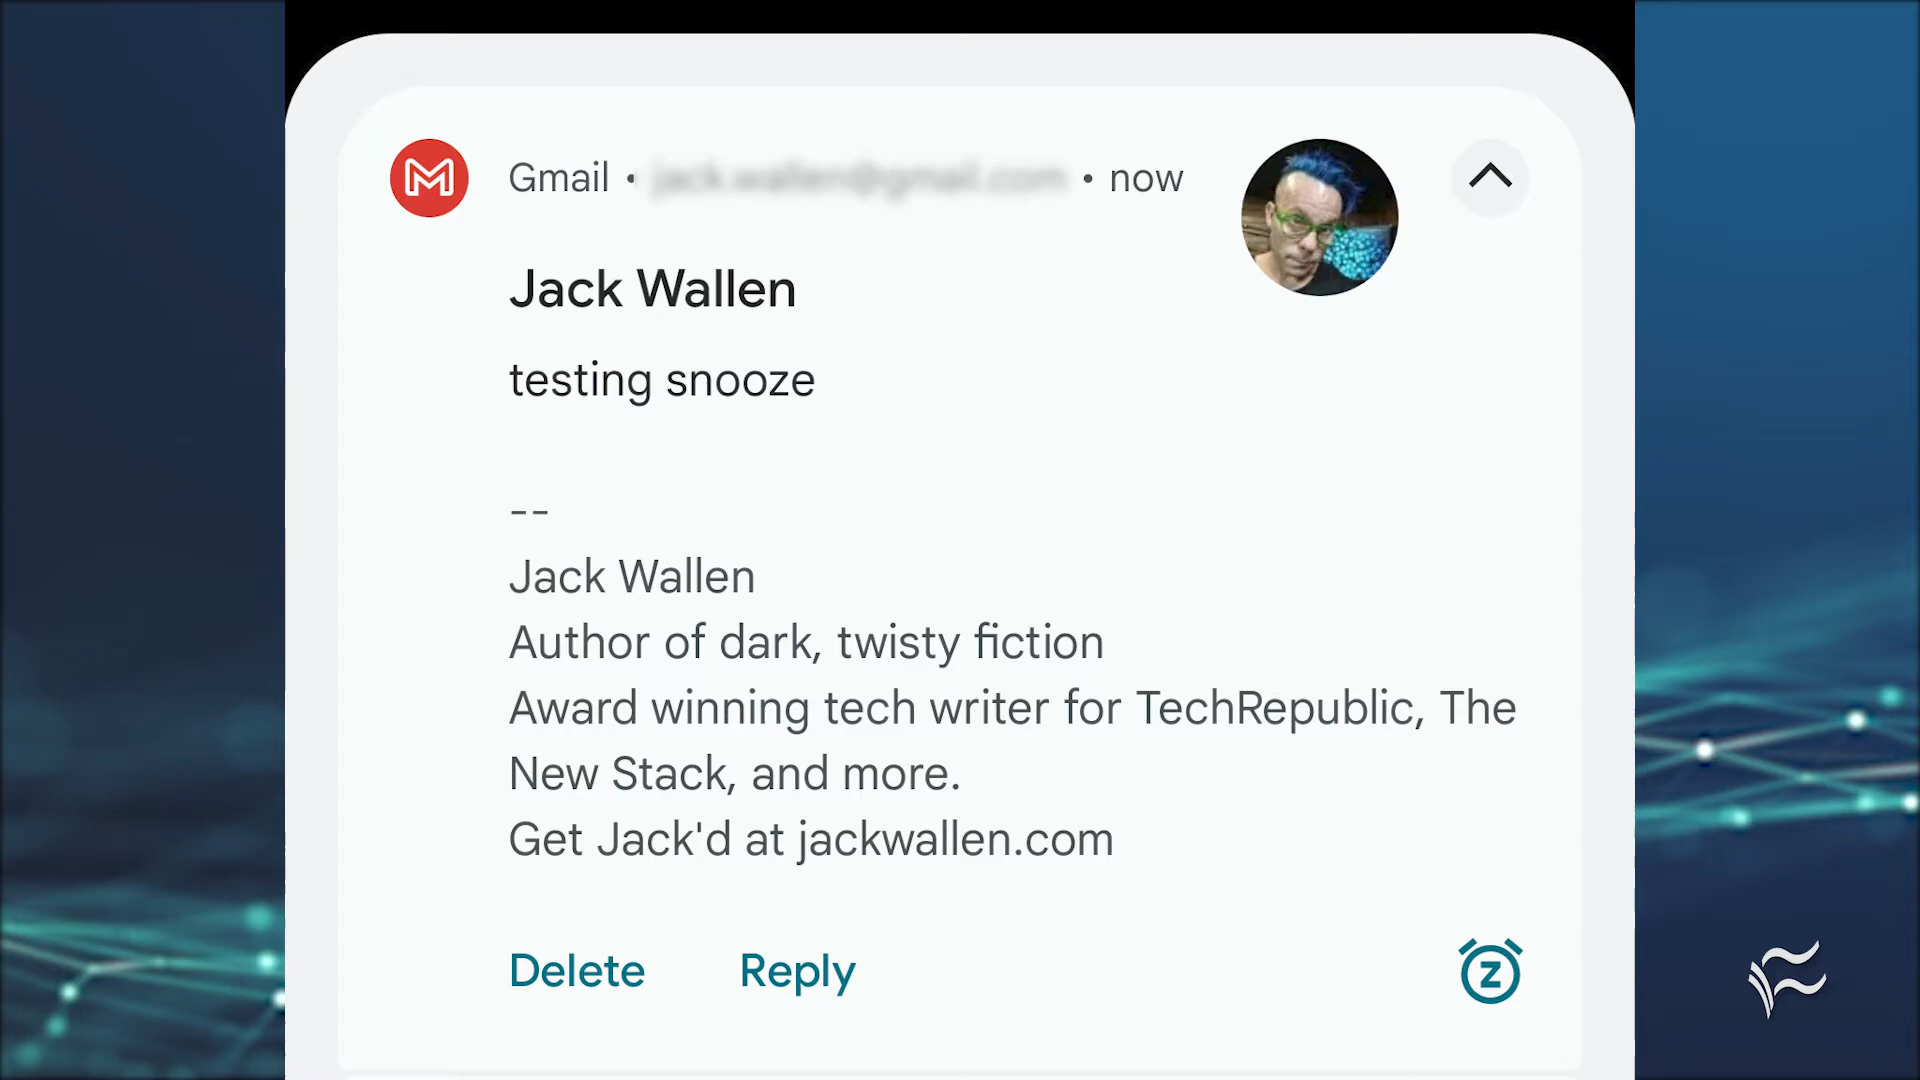 Gmail • • now
Jack Wallen
testing snooze
--
Jack Wallen
Author of dark, twisty fiction
Award winning tech writer for TechRepublic, The
New Stack, and more.
Get Jack'd at jackwallen.com
Delete Reply